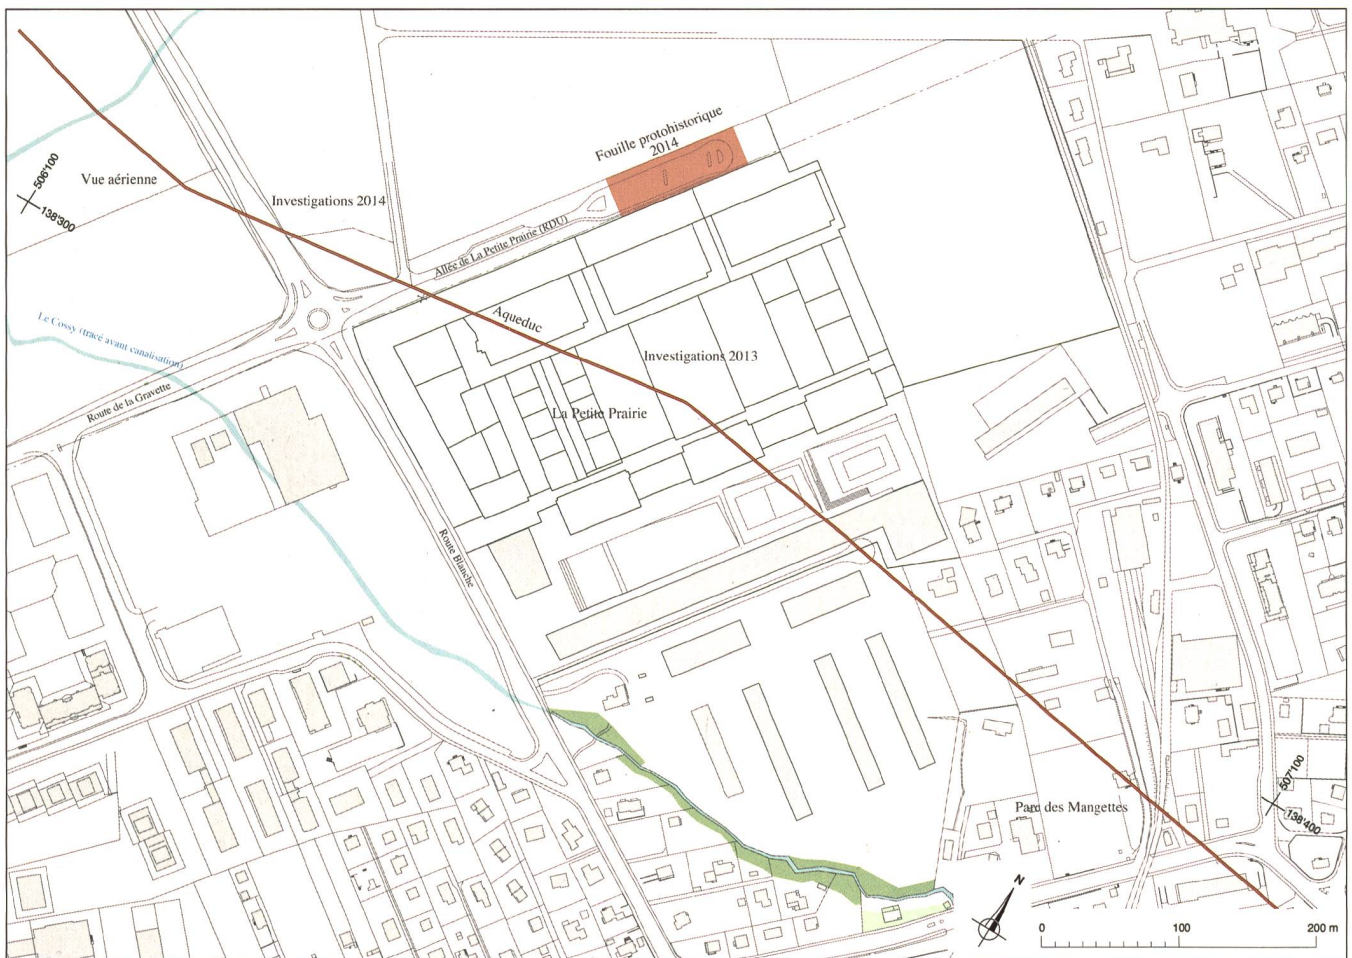 Fouille protohistorique
2014
Vue aérienne
506'100
138'300
Investigations 2014
Allée de La Petite Prairie (RDU)
Aqueduc
Le Cossy (tracé avant canalisation)
Investigations 2013
Route de la Gravette
La Petite Prairie
Route Blanche
507'100
138'400
Parc des Mangettes
N
0 100 200 m